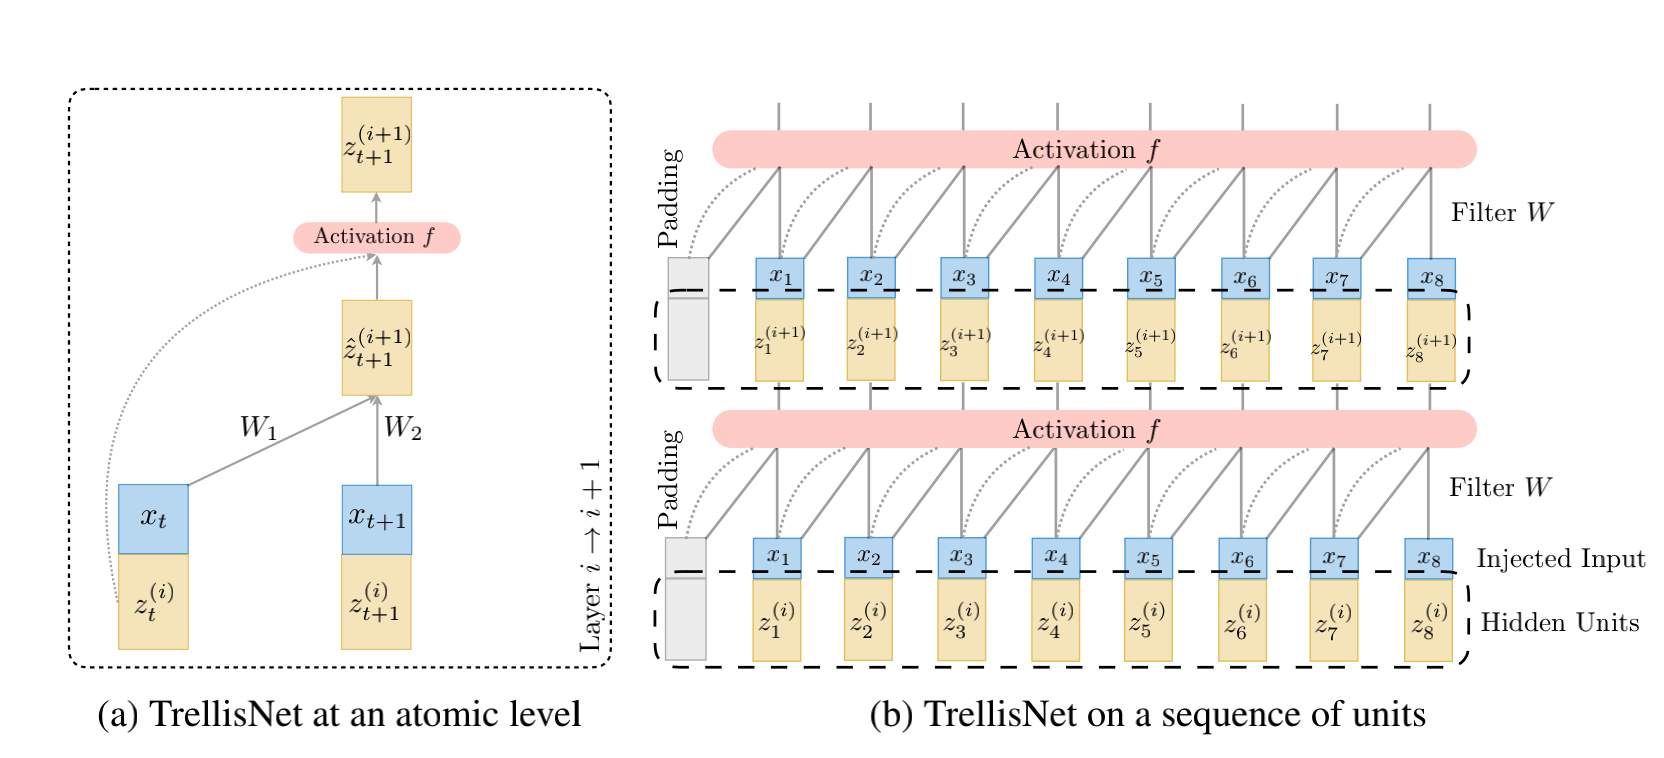 z_{t+1}^{(i+1)}
Activation f
ẑ_{t+1}^{(i+1)}
W_1
W_2
x_t
x_{t+1}
z_t^{(i)}
z_{t+1}^{(i)}
Layer i → i + 1
(a) TrellisNet at an atomic level
Activation f
Padding
Filter W
x_1 x_2 x_3 x_4 x_5 x_6 x_7 x_8
z_1^{(i+1)} z_2^{(i+1)} z_3^{(i+1)} z_4^{(i+1)} z_5^{(i+1)} z_6^{(i+1)} z_7^{(i+1)} z_8^{(i+1)}
Activation f
Padding
Filter W
x_1 x_2 x_3 x_4 x_5 x_6 x_7 x_8
Injected Input
z_1^{(i)} z_2^{(i)} z_3^{(i)} z_4^{(i)} z_5^{(i)} z_6^{(i)} z_7^{(i)} z_8^{(i)}
Hidden Units
(b) TrellisNet on a sequence of units